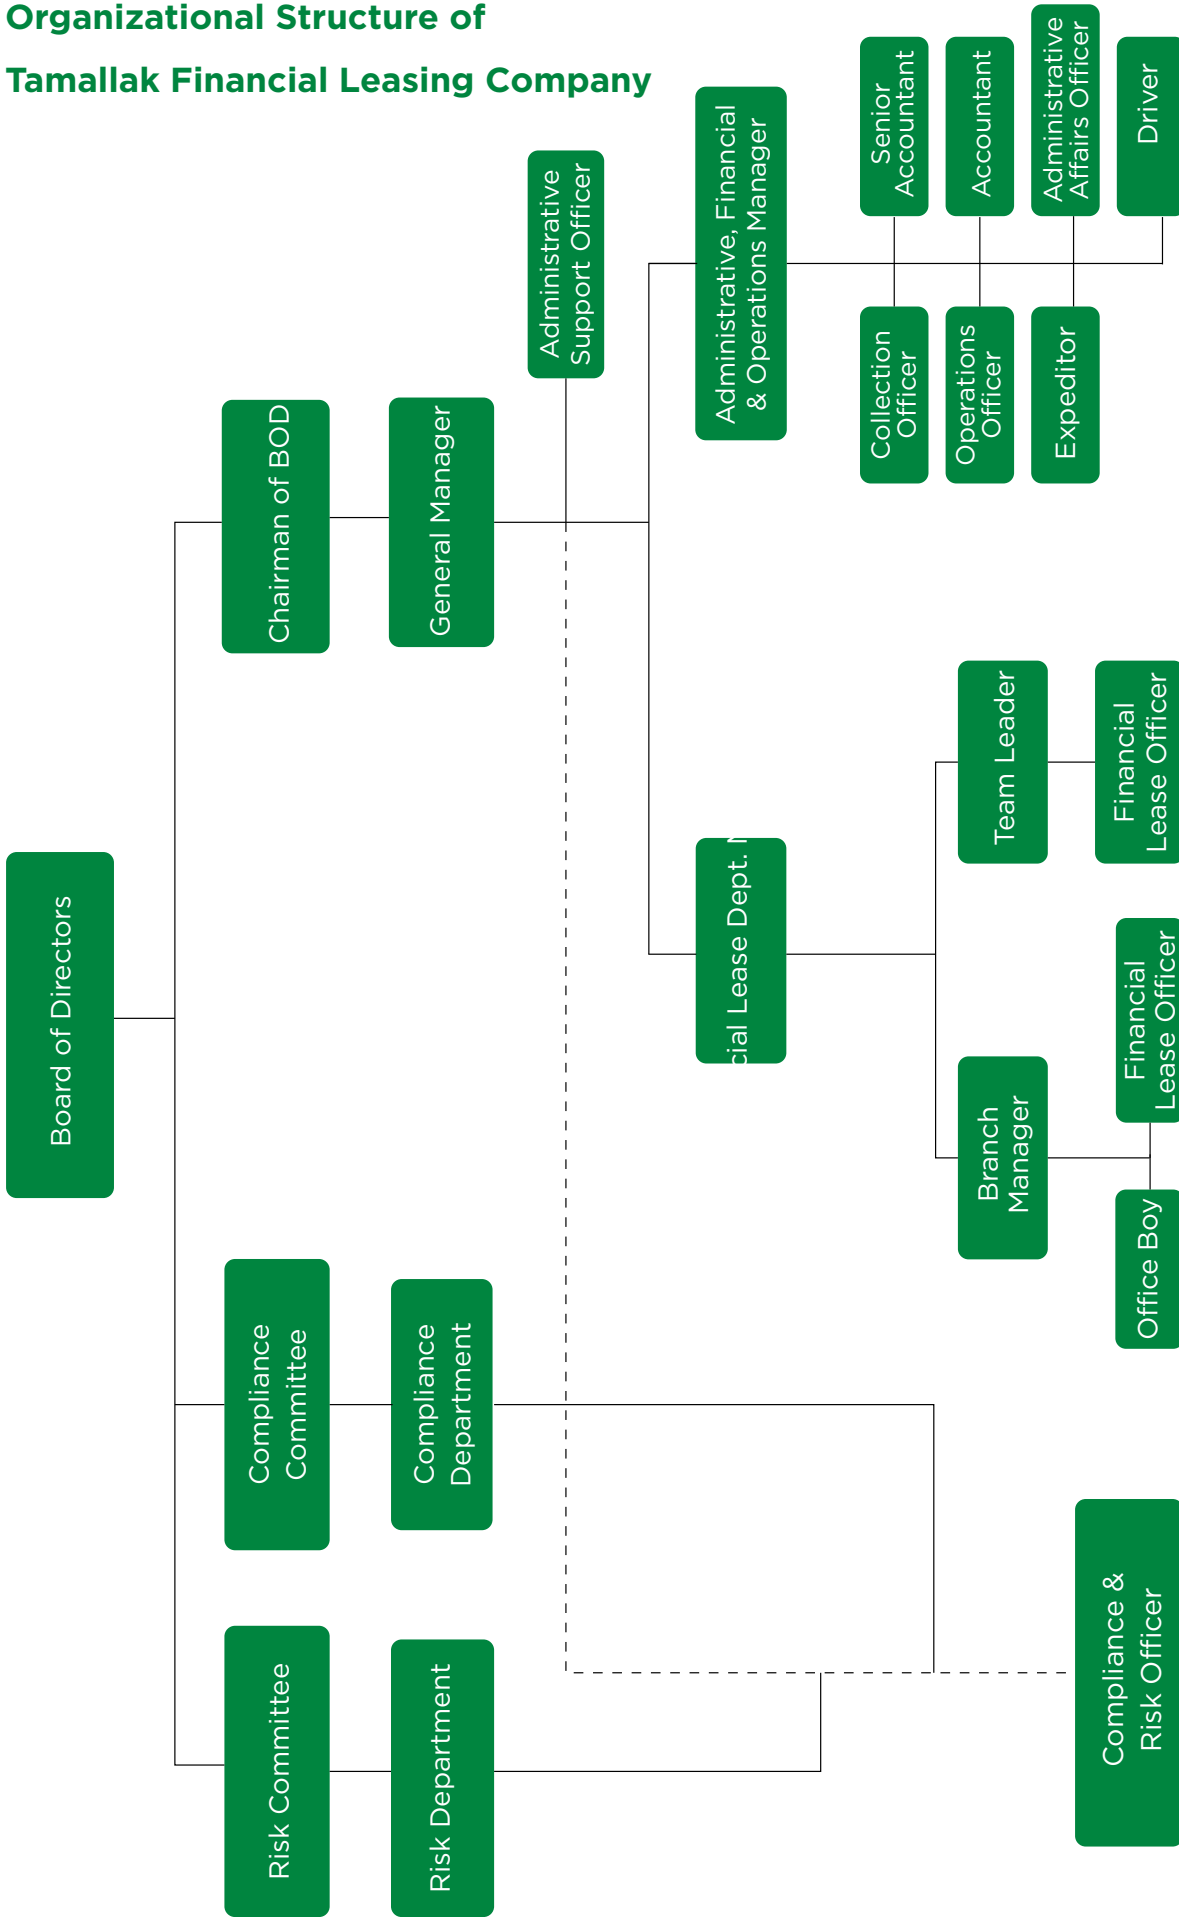 Organizational Structure of
Tamallak Financial Leasing Company
Board of Directors
Risk Committee
Compliance
Committee
Chairman of BOD
Risk Department
Compliance
Department
General Manager
Administrative
Support Officer
cial Lease Dept.
Administrative, Financial
& Operations Manager
Branch
Manager
Team Leader
Collection
Officer
Senior
Accountant
Operations
Officer
Accountant
Expeditor
Administrative
Affairs Officer
Driver
Compliance &
Risk Officer
Office Boy
Financial
Lease Officer
Financial
Lease Officer